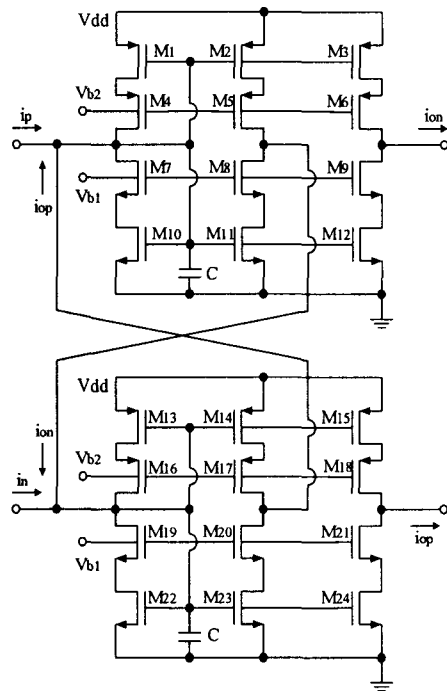 Vdd
M1 M2 M3
Vb2 M4 M5 M6
ip ion
M7 M8 M9
iop Vb1
M10 M11 M12
C
Vdd
M13 M14 M15
ion
Vb2 M16 M17 M18
in
M19 M20 M21 iop
Vb1
M22 M23 M24
C